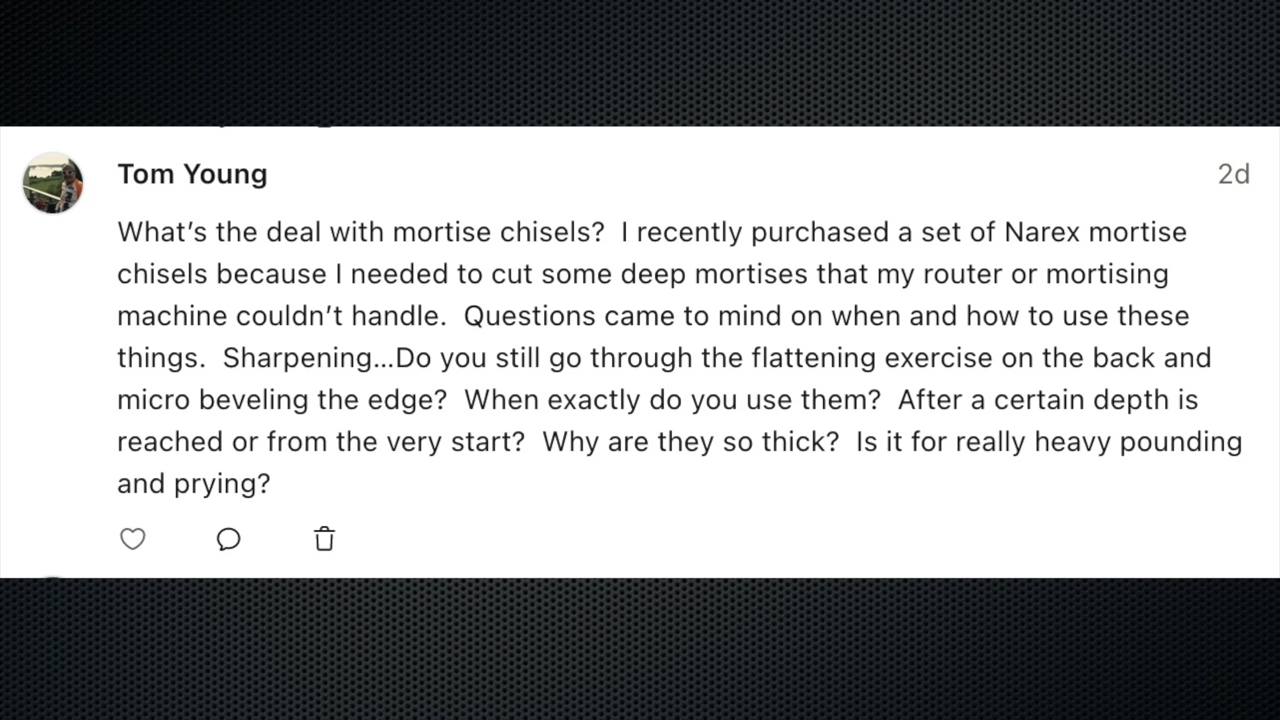 Tom Young
2d
What’s the deal with mortise chisels?  I recently purchased a set of Narex mortise
chisels because I needed to cut some deep mortises that my router or mortising
machine couldn’t handle.  Questions came to mind on when and how to use these
things.  Sharpening...Do you still go through the flattening exercise on the back and
micro beveling the edge?  When exactly do you use them?  After a certain depth is
reached or from the very start?  Why are they so thick?  Is it for really heavy pounding
and prying?